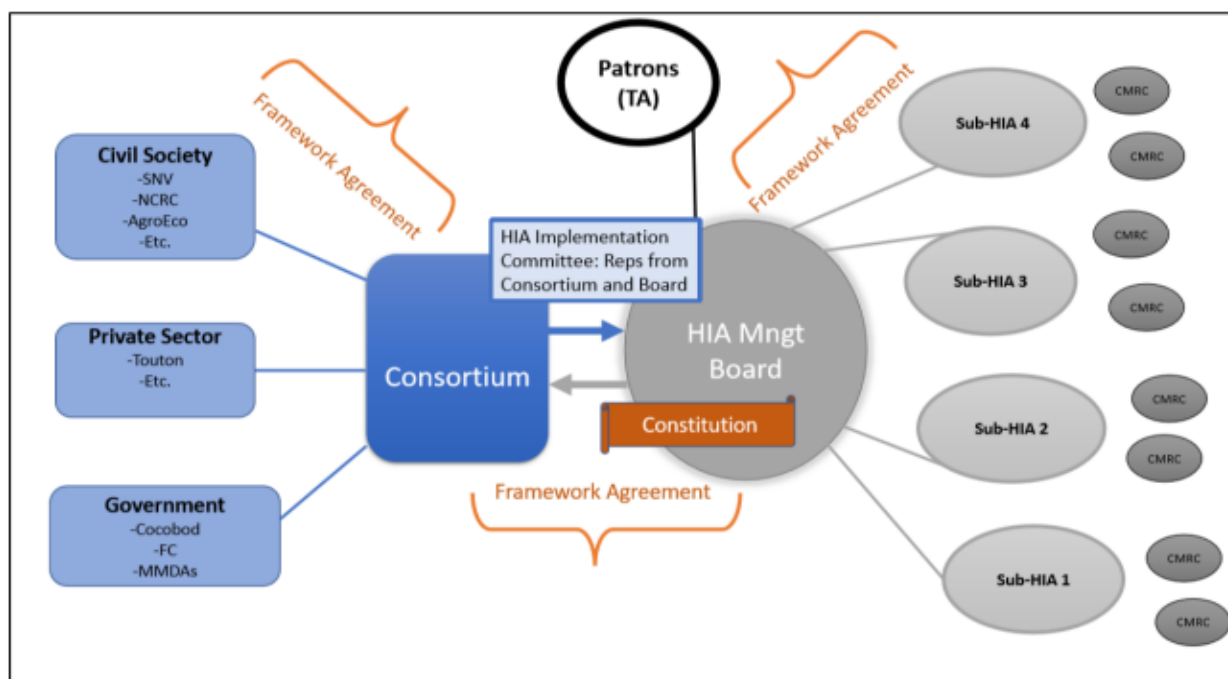 Patrons
(TA)
Framework Agreement
Framework Agreement
Civil Society
-SNV
-NCRC
-AgroEco
-Etc.
Private Sector
-Touton
-Etc.
Government
-Cocobod
-FC
-MMDAs
Consortium
HIA Implementation
Committee: Reps from
Consortium and Board
HIA Mngt
Board
Constitution
Framework Agreement
Sub-HIA 4
CMRC
CMRC
Sub-HIA 3
CMRC
CMRC
Sub-HIA 2
CMRC
CMRC
Sub-HIA 1
CMRC
CMRC